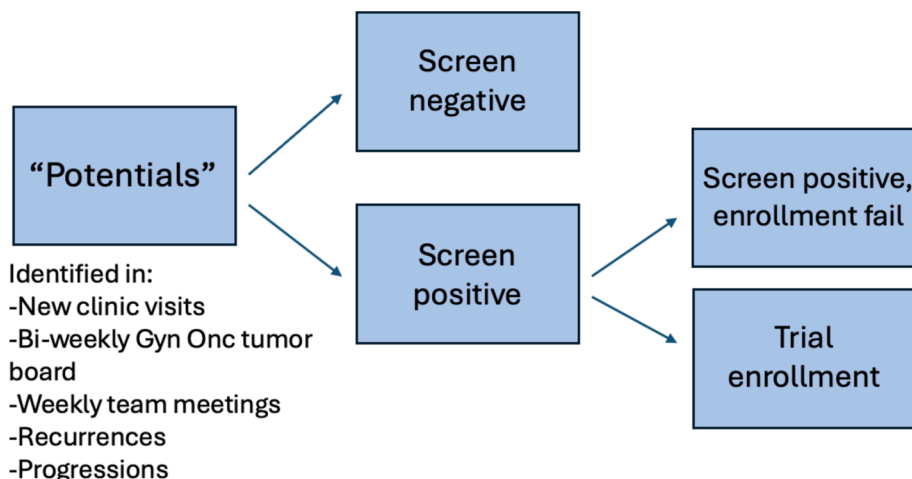 “Potentials”
Identified in:
-New clinic visits
-Bi-weekly Gyn Onc tumor
board
-Weekly team meetings
-Recurrences
-Progressions
Screen
negative
Screen
positive
Screen positive,
enrollment fail
Trial
enrollment